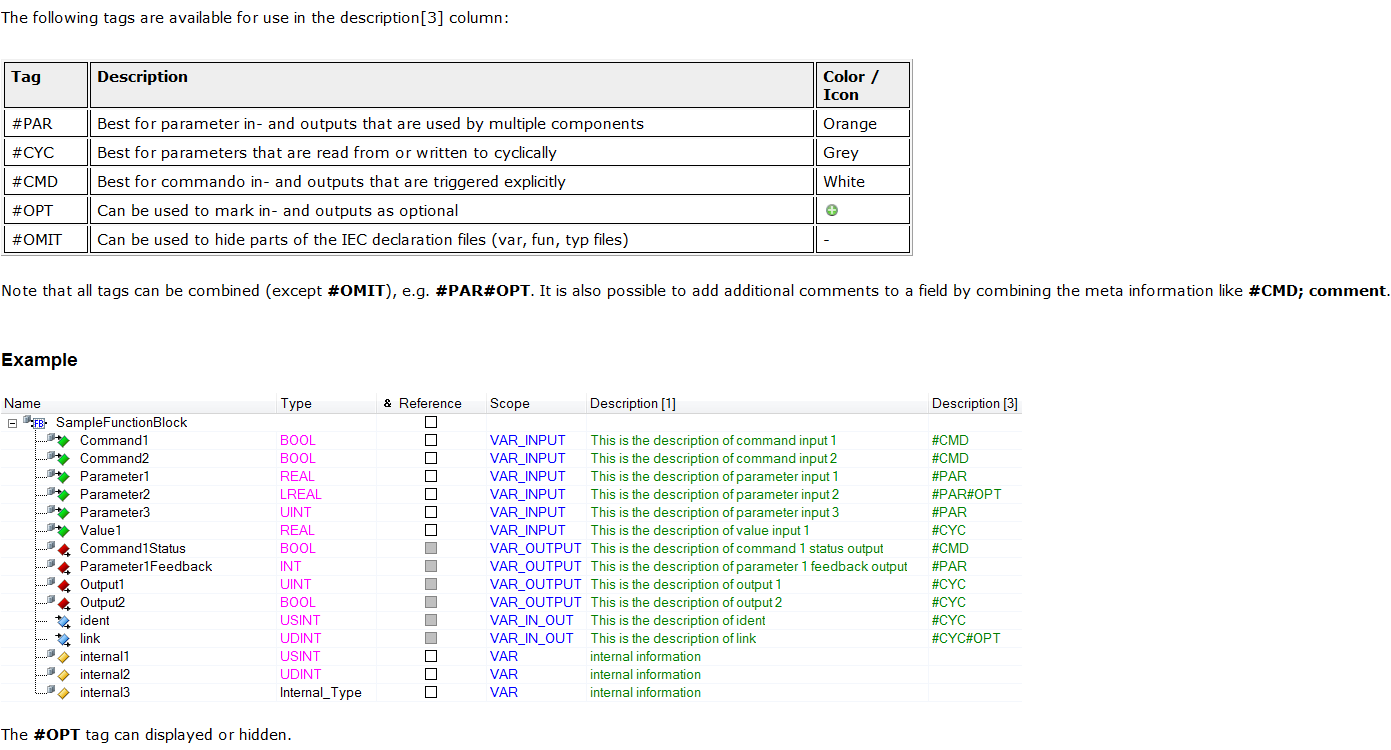 The following tags are available for use in the description[3] column:
Tag Description Color / Icon
#PAR Best for parameter in- and outputs that are used by multiple components Orange
#CYC Best for parameters that are read from or written to cyclically Grey
#CMD Best for commando in- and outputs that are triggered explicitly White
#OPT Can be used to mark in- and outputs as optional
#OMIT Can be used to hide parts of the IEC declaration files (var, fun, typ files) -
Note that all tags can be combined (except #OMIT), e.g. #PAR#OPT. It is also possible to add additional comments to a field by combining the meta information like #CMD; comment.
Example
Name Type & Reference Scope Description [1] Description [3]
FB SampleFunctionBlock
Command1 BOOL VAR_INPUT This is the description of command input 1 #CMD
Command2 BOOL VAR_INPUT This is the description of command input 2 #CMD
Parameter1 REAL VAR_INPUT This is the description of parameter input 1 #PAR
Parameter2 LREAL VAR_INPUT This is the description of parameter input 2 #PAR#OPT
Parameter3 UINT VAR_INPUT This is the description of parameter input 3 #PAR
Value1 REAL VAR_INPUT This is the description of value input 1 #CYC
Command1Status BOOL VAR_OUTPUT This is the description of command 1 status output #CMD
Parameter1Feedback INT VAR_OUTPUT This is the description of parameter 1 feedback output #PAR
Output1 UINT VAR_OUTPUT This is the description of output 1 #CYC
Output2 BOOL VAR_OUTPUT This is the description of output 2 #CYC
ident USINT VAR_IN_OUT This is the description of ident #CYC
link UDINT VAR_IN_OUT This is the description of link #CYC#OPT
internal1 USINT VAR internal information
internal2 UDINT VAR internal information
internal3 Internal_Type VAR internal information
The #OPT tag can displayed or hidden.